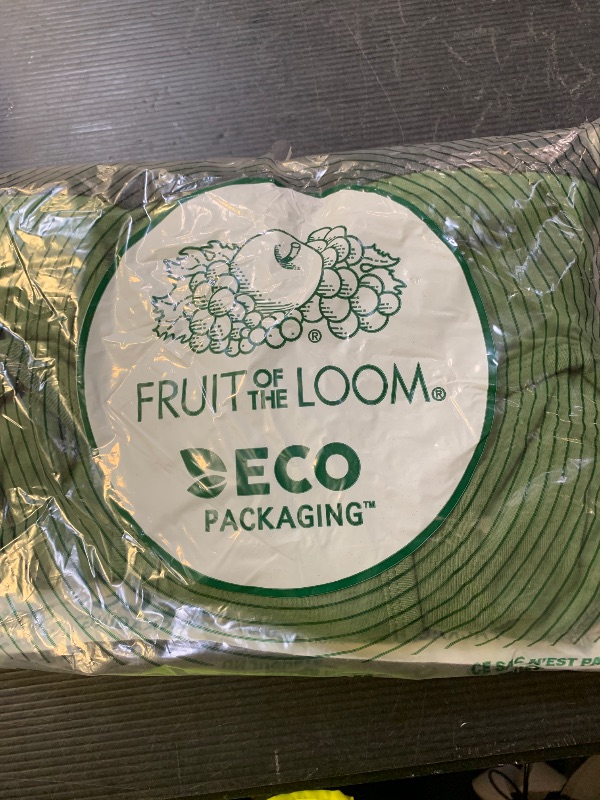 ®
FRUIT OF THE LOOM®
ECO
PACKAGING™
CE SAC N'EST PA